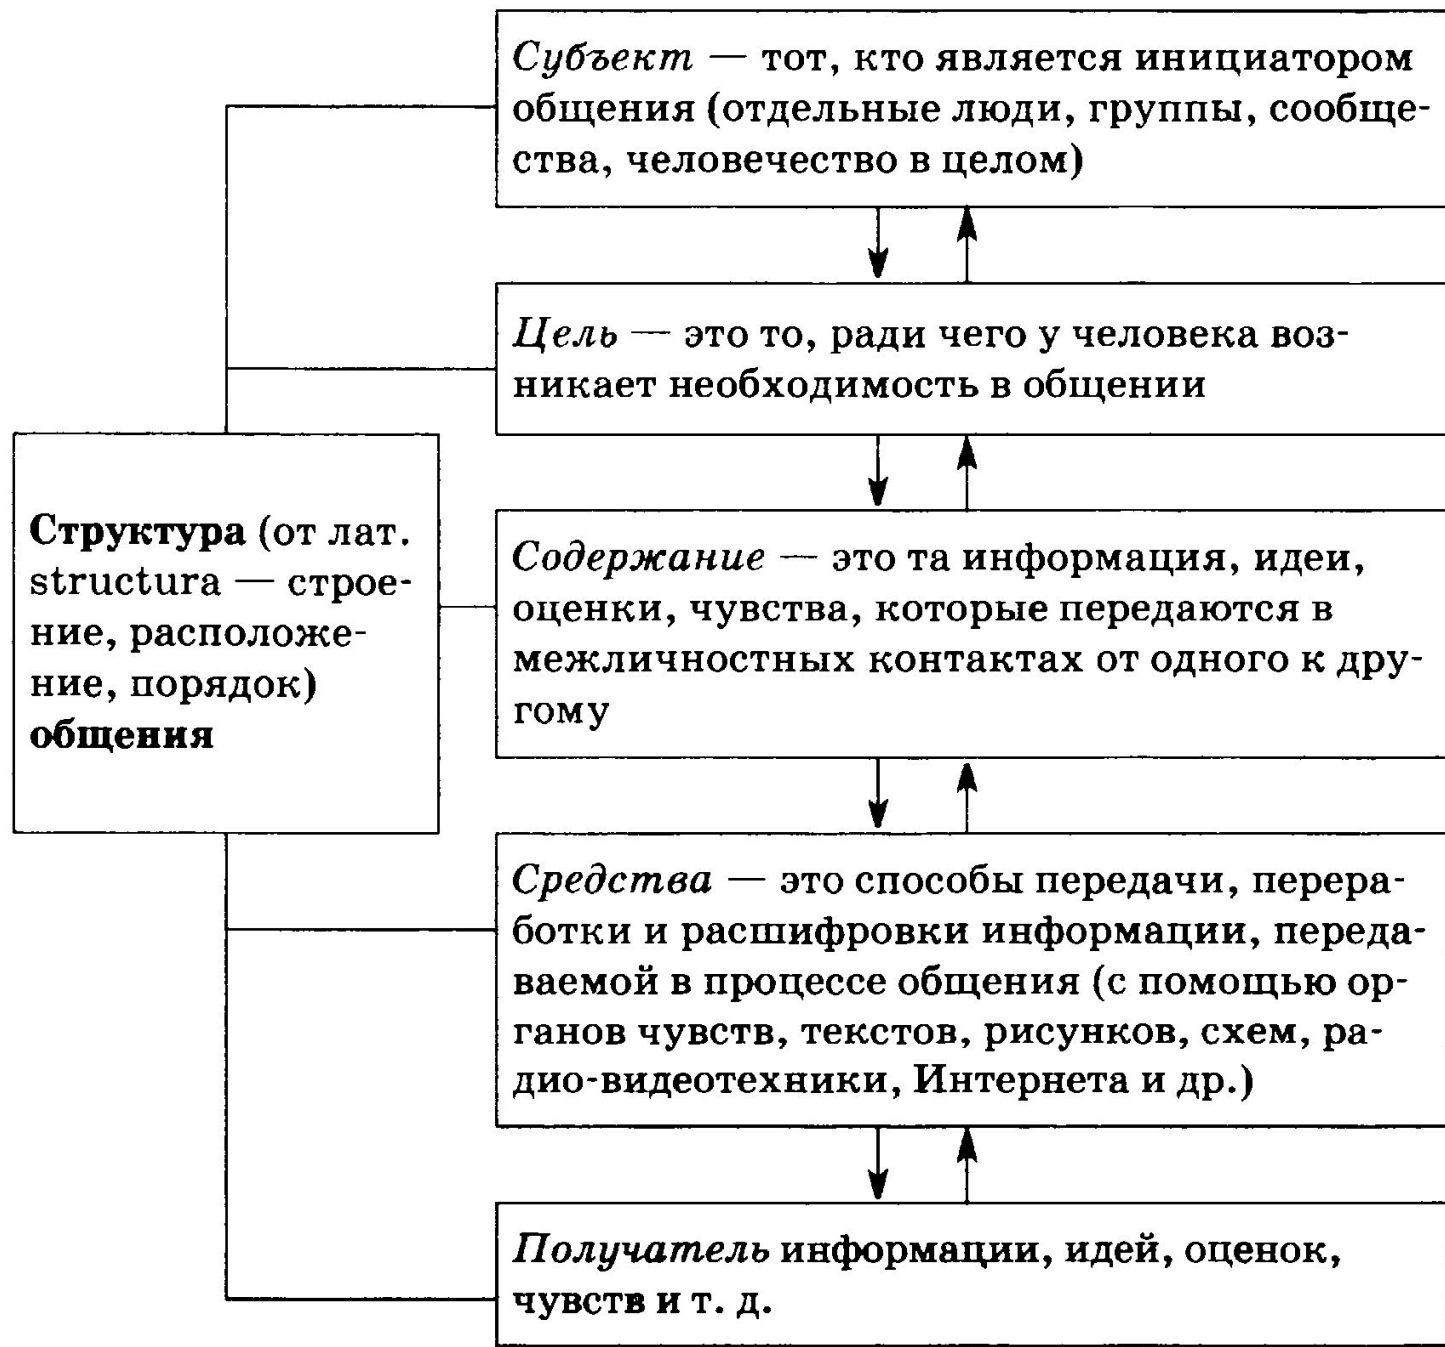 Субъект — тот, кто является инициатором
общения (отдельные люди, группы, сообще-
ства, человечество в целом)
Цель — это то, ради чего у человека воз-
никает необходимость в общении
Структура (от лат.
structura — строе-
ние, расположе-
ние, порядок)
общения
Содержание — это та информация, идеи,
оценки, чувства, которые передаются в
межличностных контактах от одного к дру-
гому
Средства — это способы передачи, перера-
ботки и расшифровки информации, переда-
ваемой в процессе общения (с помощью ор-
ганов чувств, текстов, рисунков, схем, ра-
дио-видеотехники, Интернета и др.)
Получатель информации, идей, оценок,
чувств и т. д.